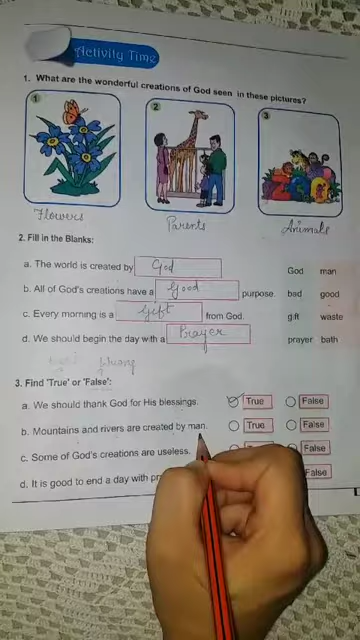 Activity Time
1. What are the wonderful creations of God seen in these pictures?
1 2 3
Flowers Parents Animals
2. Fill in the Blanks:
a. The world is created by God God man
b. All of God's creations have a Good purpose. bad good
c. Every morning is a Gift from God. gift waste
d. We should begin the day with a Prayer prayer bath
3. Find 'True' or 'False':
a. We should thank God for His blessings. True False
b. Mountains and rivers are created by man. True False
c. Some of God's creations are useless. False
d. It is good to end a day with False